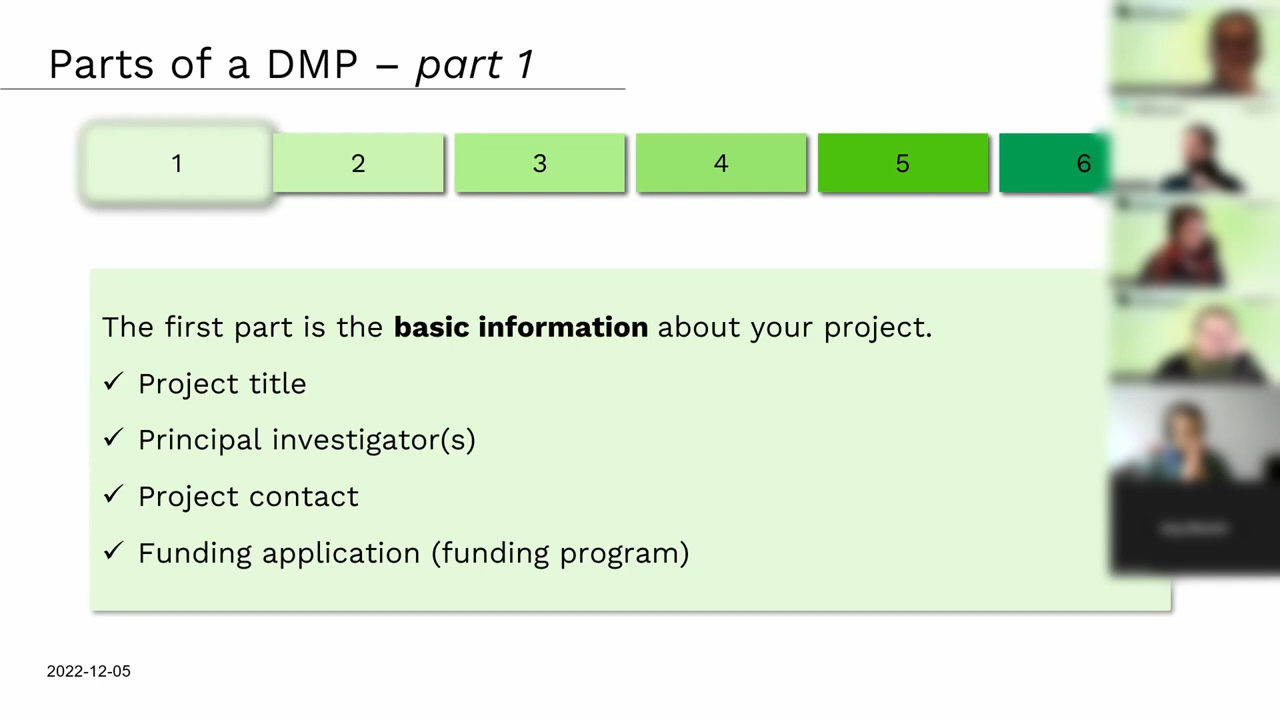 Parts of a DMP – part 1
1 2 3 4 5 6
The first part is the basic information about your project.
✓ Project title
✓ Principal investigator(s)
✓ Project contact
✓ Funding application (funding program)
2022-12-05